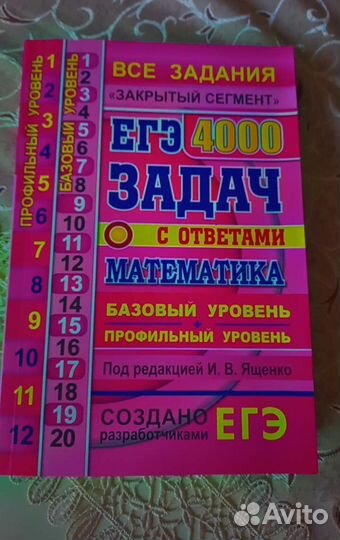 ПРОФИЛЬНЫЙ УРОВЕНЬ
1
2
3
4
5
6
7
8
9
10
11
12
БАЗОВЫЙ УРОВЕНЬ
1
2
3
4
5
6
7
8
9
10
11
12
13
14
15
16
17
18
19
20
ВСЕ ЗАДАНИЯ
«ЗАКРЫТЫЙ СЕГМЕНТ»
ЕГЭ 4000
ЗАДАЧ
С ОТВЕТАМИ
МАТЕМАТИКА
БАЗОВЫЙ УРОВЕНЬ
ПРОФИЛЬНЫЙ УРОВЕНЬ
Под редакцией И. В. Ященко
СОЗДАНО
разработчиками ЕГЭ
Avito